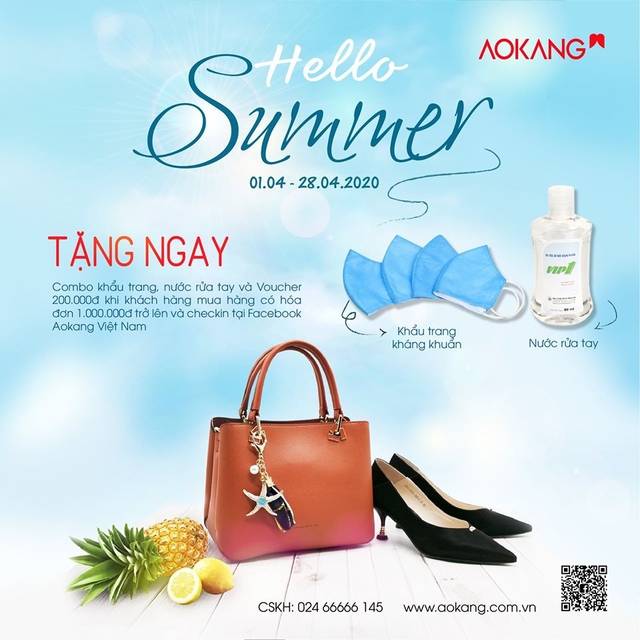 AOKANG
Hello
Summer
01.04 - 28.04.2020
TẶNG NGAY
Combo khẩu trang, nước rửa tay và Voucher
200.000đ khi khách hàng mua hàng có hóa
đơn 1.000.000đ trở lên và checkin tại Facebook
Aokang Việt Nam
VIP1
Khẩu trang
kháng khuẩn
Nước rửa tay
CSKH: 024 66666 145
www.aokang.com.vn